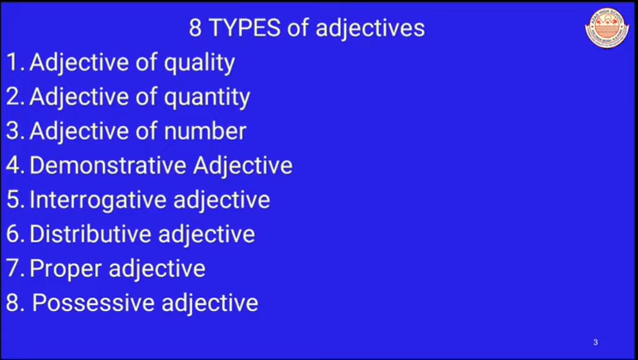 8 TYPES of adjectives
1. Adjective of quality
2. Adjective of quantity
3. Adjective of number
4. Demonstrative Adjective
5. Interrogative adjective
6. Distributive adjective
7. Proper adjective
8. Possessive adjective
3